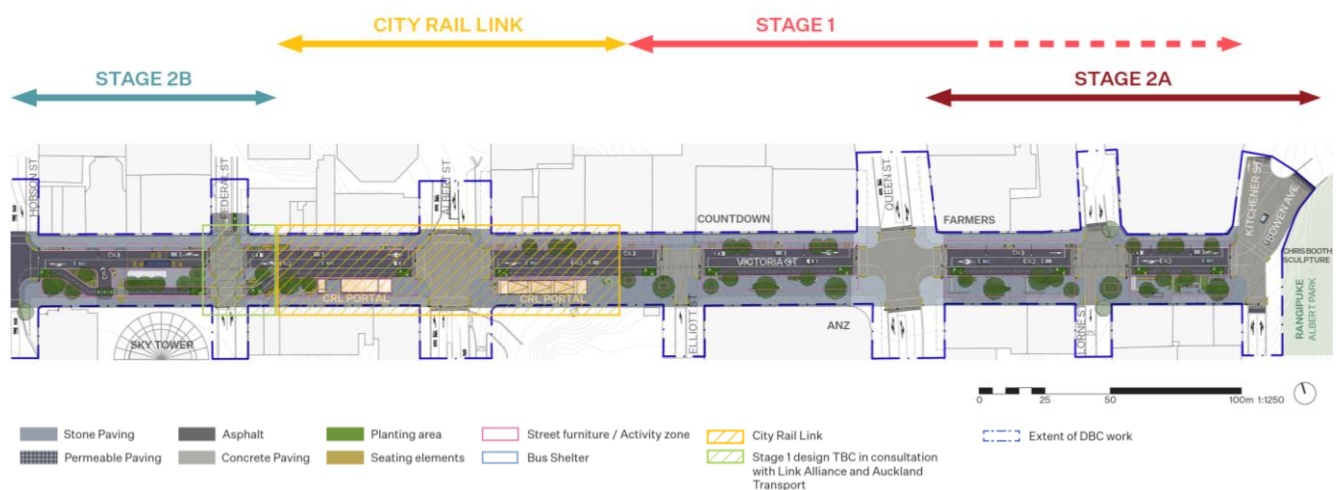 CITY RAIL LINK
STAGE 1
STAGE 2B
STAGE 2A
HOBSON ST
FEDERAL ST
ALBERT ST
QUEEN ST
KITCHENER ST
BOWEN AVE
COUNTDOWN
FARMERS
VICTORIA ST
CHRIS BOOTH
SCULPTURE
CRL PORTAL
CRL PORTAL
SKY TOWER
ELLIOTT ST
ANZ
LORNE ST
RANGIPUKE
ALBERT PARK
0 25 50 100m 1:1250
Stone Paving
Asphalt
Planting area
Street furniture / Activity zone
City Rail Link
Extent of DBC work
Permeable Paving
Concrete Paving
Seating elements
Bus Shelter
Stage 1 design TBC in consultation
with Link Alliance and Auckland
Transport